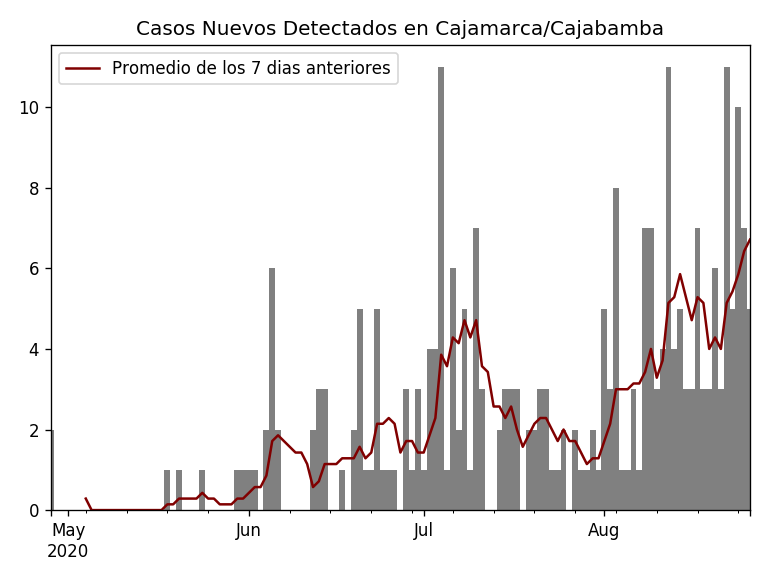 Casos Nuevos Detectados en Cajamarca/Cajabamba
Promedio de los 7 dias anteriores
10
8
6
4
2
0
May Jun Jul Aug
2020